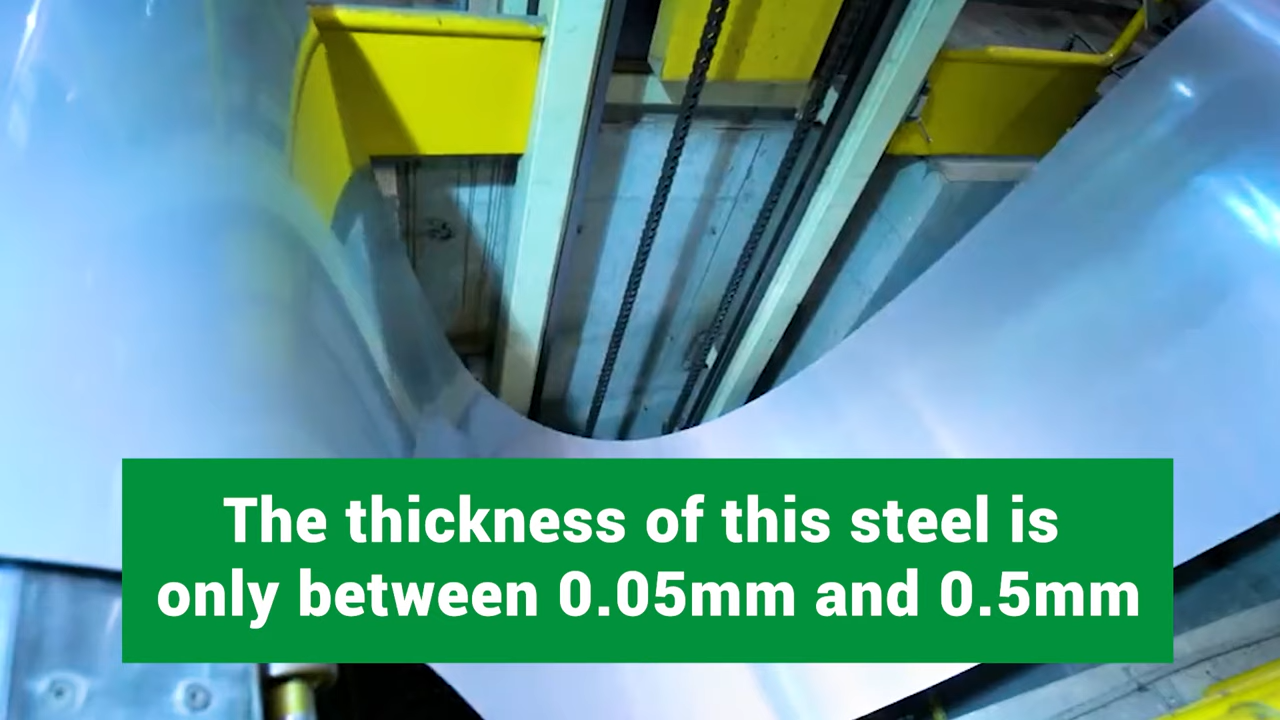 The thickness of this steel is
only between 0.05mm and 0.5mm